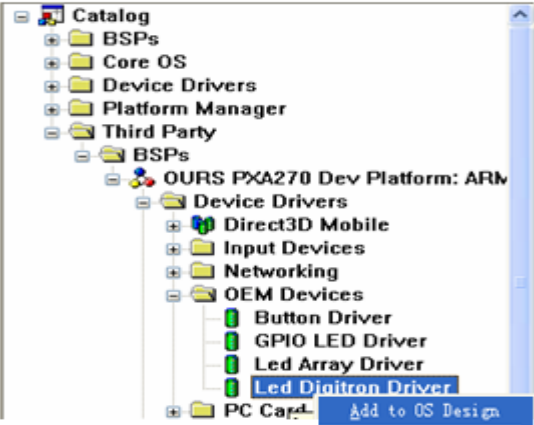 Catalog
BSPs
Core OS
Device Drivers
Platform Manager
Third Party
BSPs
OURS PXA270 Dev Platform: ARM
Device Drivers
Direct3D Mobile
Input Devices
Networking
OEM Devices
Button Driver
GPIO LED Driver
Led Array Driver
Led Digitron Driver
PC Card
Add to OS Design